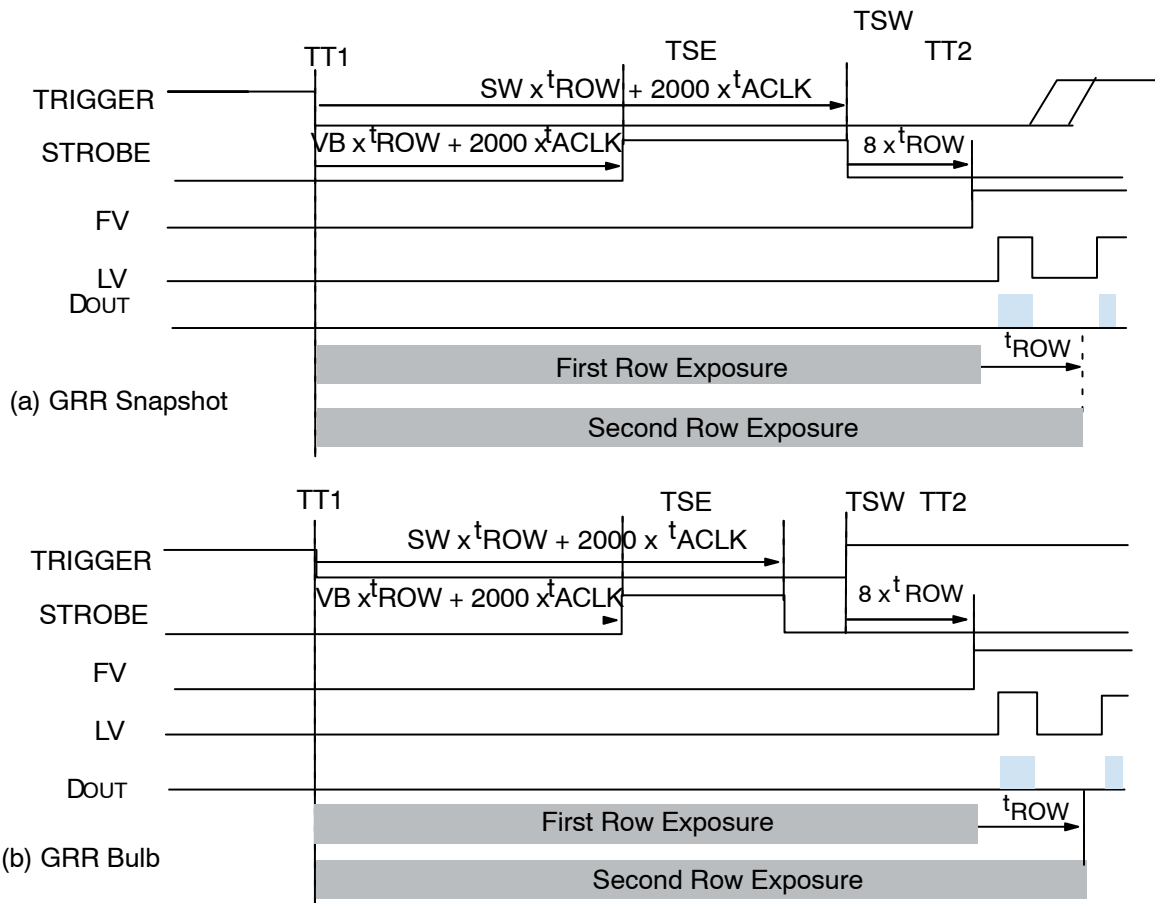 TSW
TT1 TSE TT2
TRIGGER SW x tROW + 2000 x tACLK
STROBE VB x tROW + 2000 x tACLK 8 x tROW
FV
LV
DOUT
First Row Exposure tROW
(a) GRR Snapshot
Second Row Exposure
TT1 TSE TSW TT2
TRIGGER SW x tROW + 2000 x tACLK
STROBE VB x tROW + 2000 x tACLK 8 x tROW
FV
LV
DOUT
First Row Exposure tROW
(b) GRR Bulb
Second Row Exposure